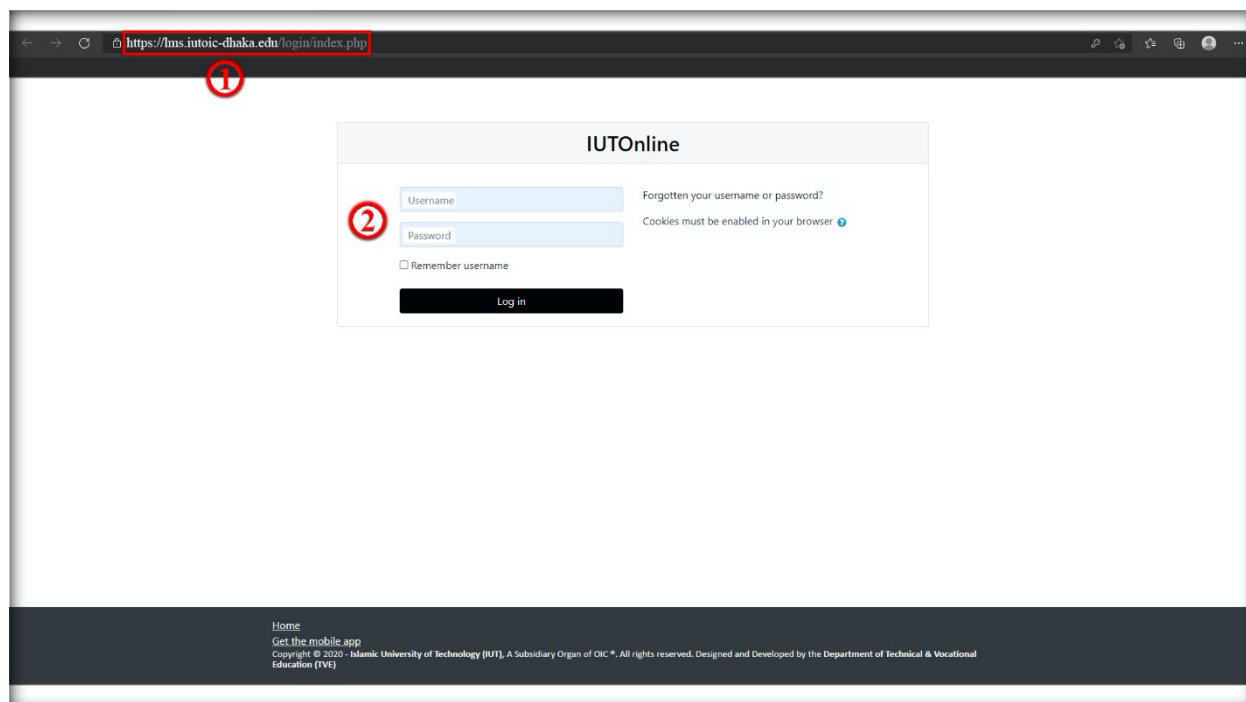 https://lms.iutoic-dhaka.edu/login/index.php
1
IUTOnline
Username
Forgotten your username or password?
2
Cookies must be enabled in your browser
Password
Remember username
Log in
Home
Get the mobile app
Copyright © 2020 - Islamic University of Technology (IUT), A Subsidiary Organ of OIC ®. All rights reserved. Designed and Developed by the Department of Technical & Vocational
Education (TVE)